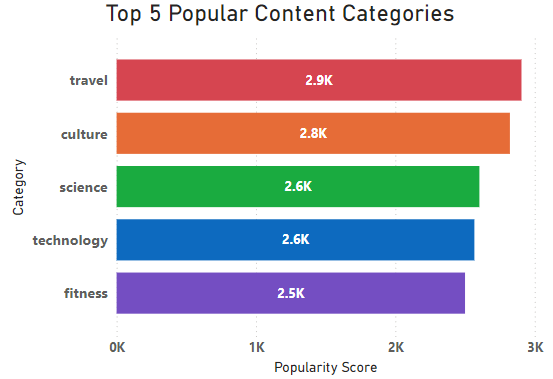 Top 5 Popular Content Categories
travel 2.9K
culture 2.8K
science 2.6K
technology 2.6K
fitness 2.5K
Category
0K 1K 2K 3K
Popularity Score